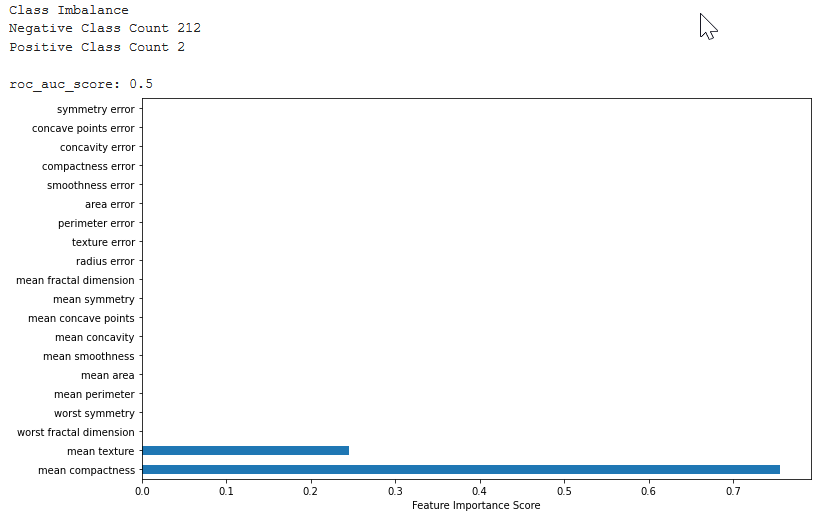 Class Imbalance
Negative Class Count 212
Positive Class Count 2
roc_auc_score: 0.5
symmetry error
concave points error
concavity error
compactness error
smoothness error
area error
perimeter error
texture error
radius error
mean fractal dimension
mean symmetry
mean concave points
mean concavity
mean smoothness
mean area
mean perimeter
worst symmetry
worst fractal dimension
mean texture
mean compactness
0.0 0.1 0.2 0.3 0.4 0.5 0.6 0.7
Feature Importance Score